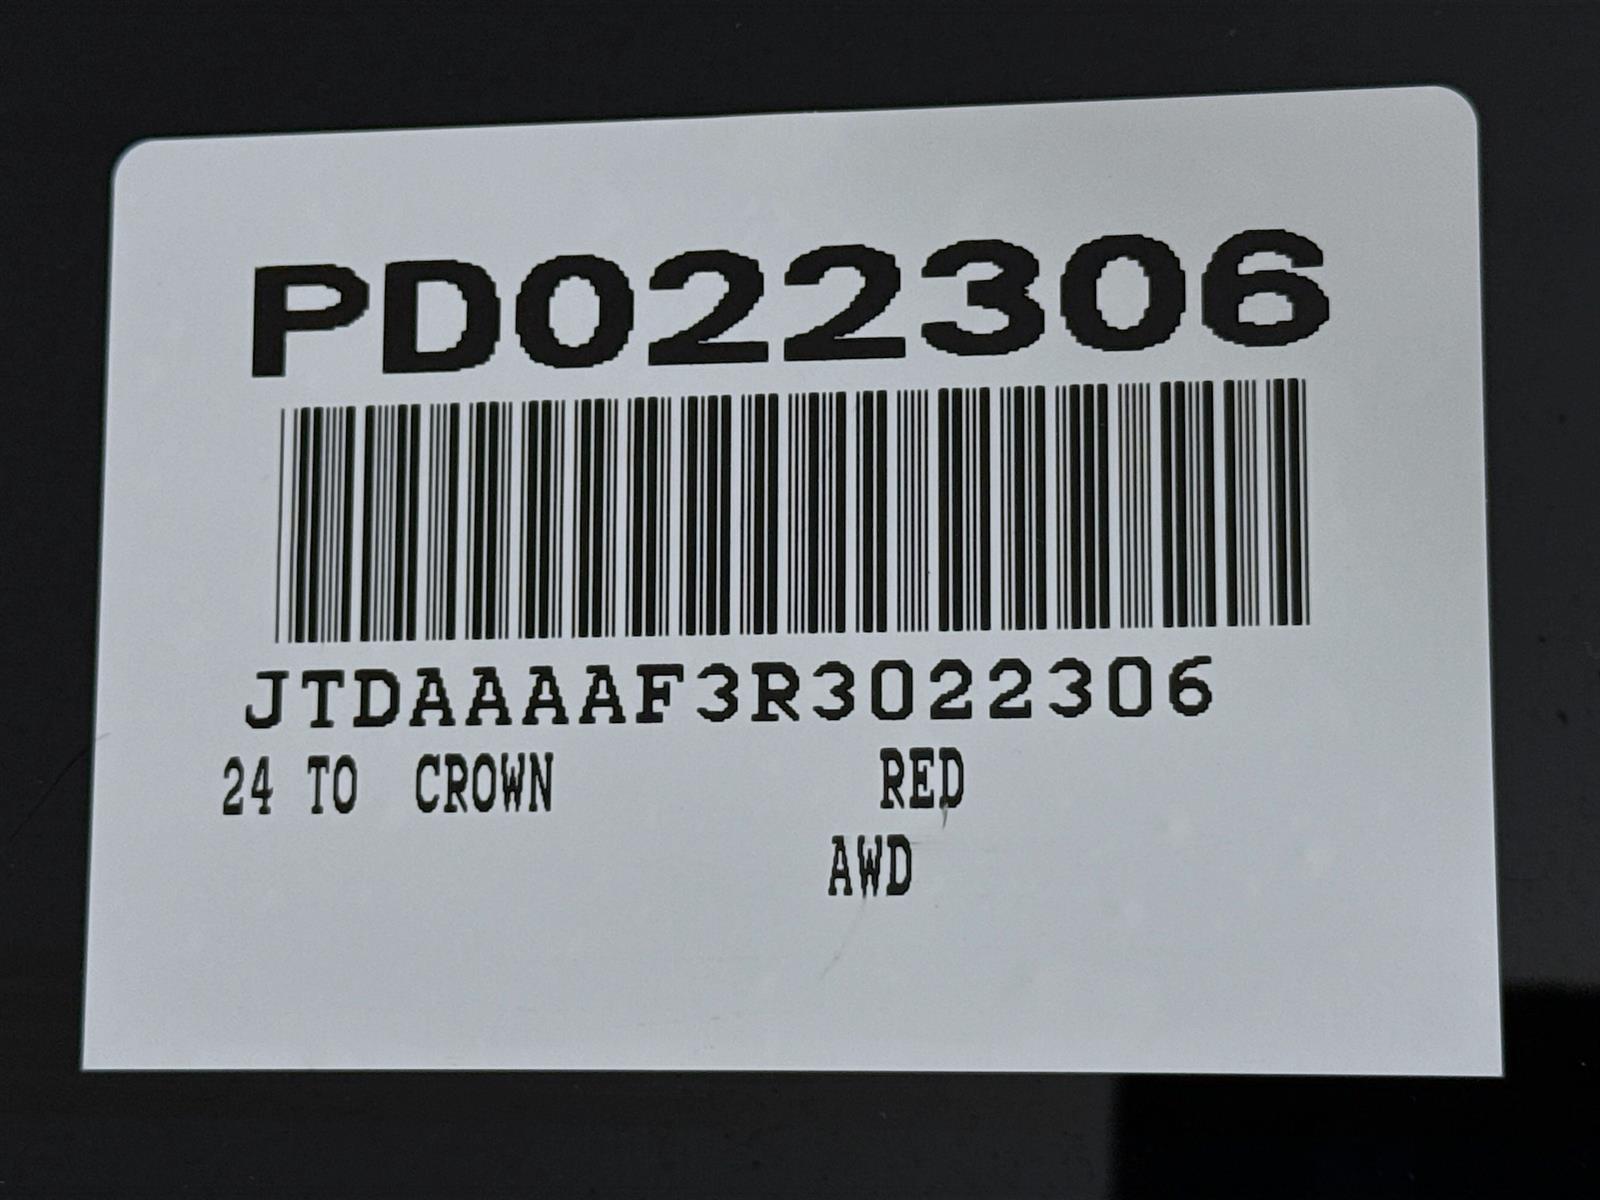 PD022306
JTDAAAAF3R3022306
24 TO CROWN RED
AWD